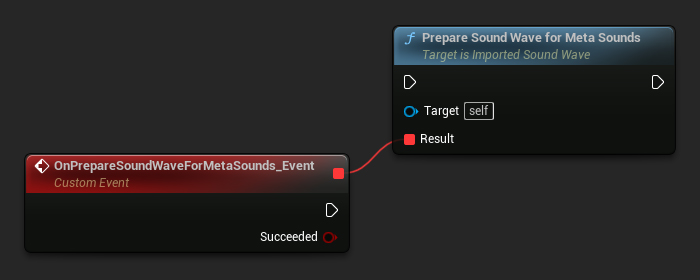 Prepare Sound Wave for Meta Sounds
Target is Imported Sound Wave
Target self
Result
OnPrepareSoundWaveForMetaSounds_Event
Custom Event
Succeeded